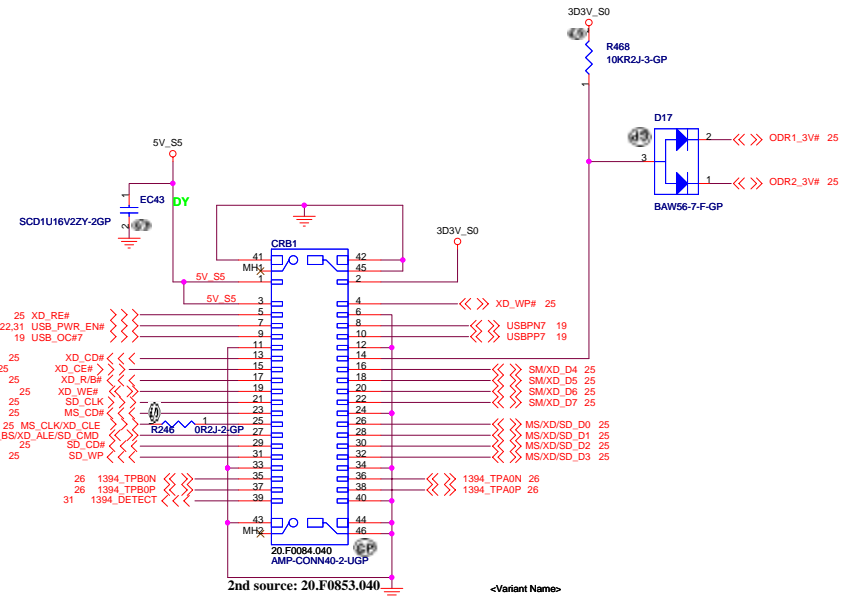 3D3V_S0
R468
10KR2J-3-GP
1
D17
2 ODR1_3V# 25
3
1 ODR2_3V# 25
BAW56-7-F-GP
5V_S5
1
EC43
DY
SCD1U16V2ZY-2GP
2
3D3V_S0
CRB1
41 42
MH1 45
5V_S5 1 2
5V_S5 3 4 XD_WP# 25
25 XD_RE# 5 6
22,31 USB_PWR_EN# 7 8 USBPN7 19
19 USB_OC#7 9 10 USBPP7 19
11 12
25 XD_CD# 13 14
25 XD_CE# 15 16 SM/XD_D4 25
25 XD_R/B# 17 18 SM/XD_D5 25
25 XD_WE# 19 20 SM/XD_D6 25
25 SD_CLK 21 22 SM/XD_D7 25
25 MS_CD# 23 24
25 MS_CLK/XD_CLE R246 1 0R2J-2-GP 25 26 MS/XD/SD_D0 25
_BS/XD_ALE/SD_CMD 27 28 MS/XD/SD_D1 25
25 SD_CD# 29 30 MS/XD/SD_D2 25
25 SD_WP 31 32 MS/XD/SD_D3 25
33 34
26 1394_TPB0N 35 36 1394_TPA0N 26
26 1394_TPB0P 37 38 1394_TPA0P 26
31 1394_DETECT 39 40
43 44
MH2 46
20.F0084.040
AMP-CONN40-2-UGP
2nd source: 20.F0853.040
<Variant Name>